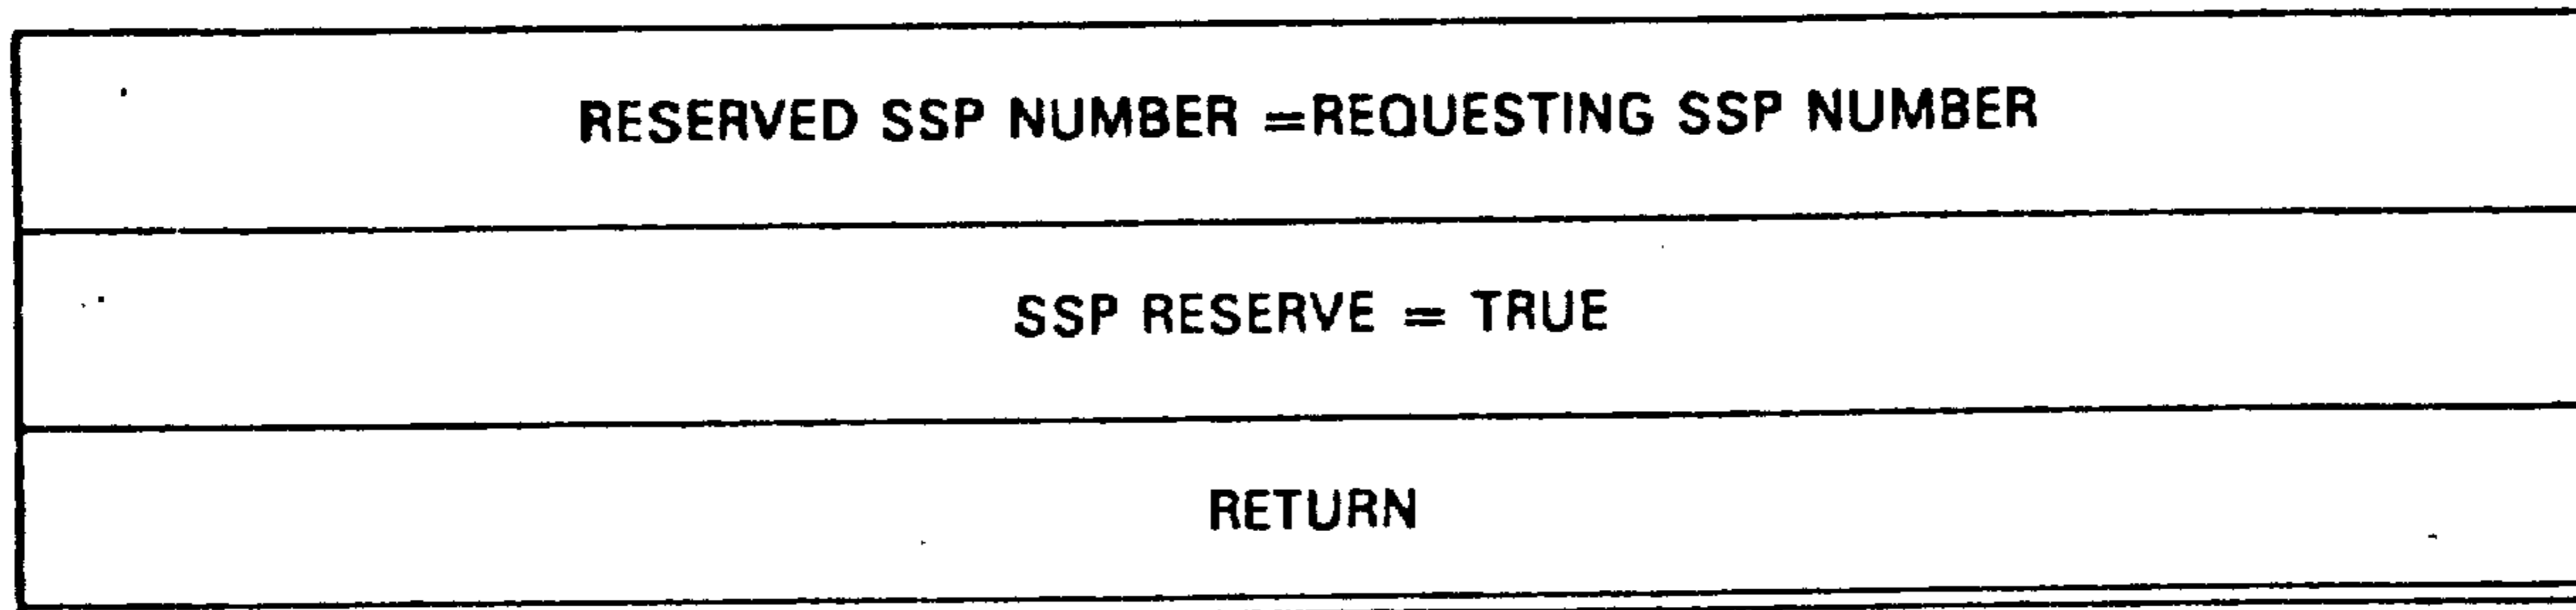 RESERVED SSP NUMBER =REQUESTING SSP NUMBER
SSP RESERVE = TRUE
RETURN